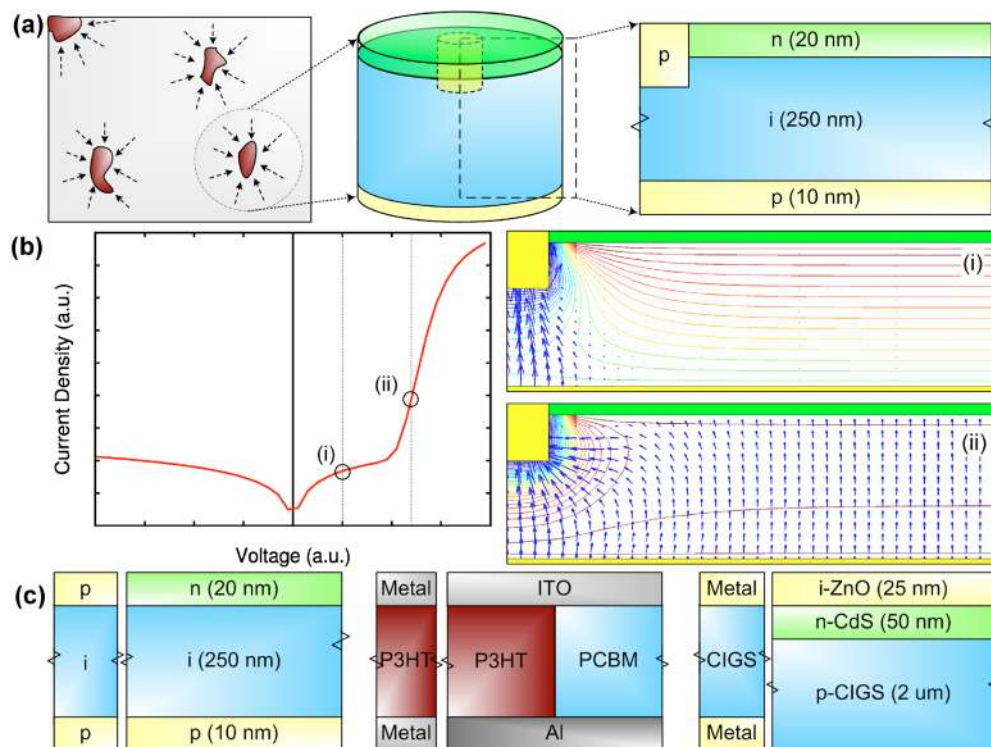 (a)
n (20 nm)
p
i (250 nm)
p (10 nm)
(b)
Current Density (a.u.)
(i)
(ii)
Voltage (a.u.)
(i)
(ii)
(c)
p
i
p
n (20 nm)
i (250 nm)
p (10 nm)
Metal
P3HT
Metal
ITO
P3HT
PCBM
Al
Metal
CIGS
Metal
i-ZnO (25 nm)
n-CdS (50 nm)
p-CIGS (2 um)